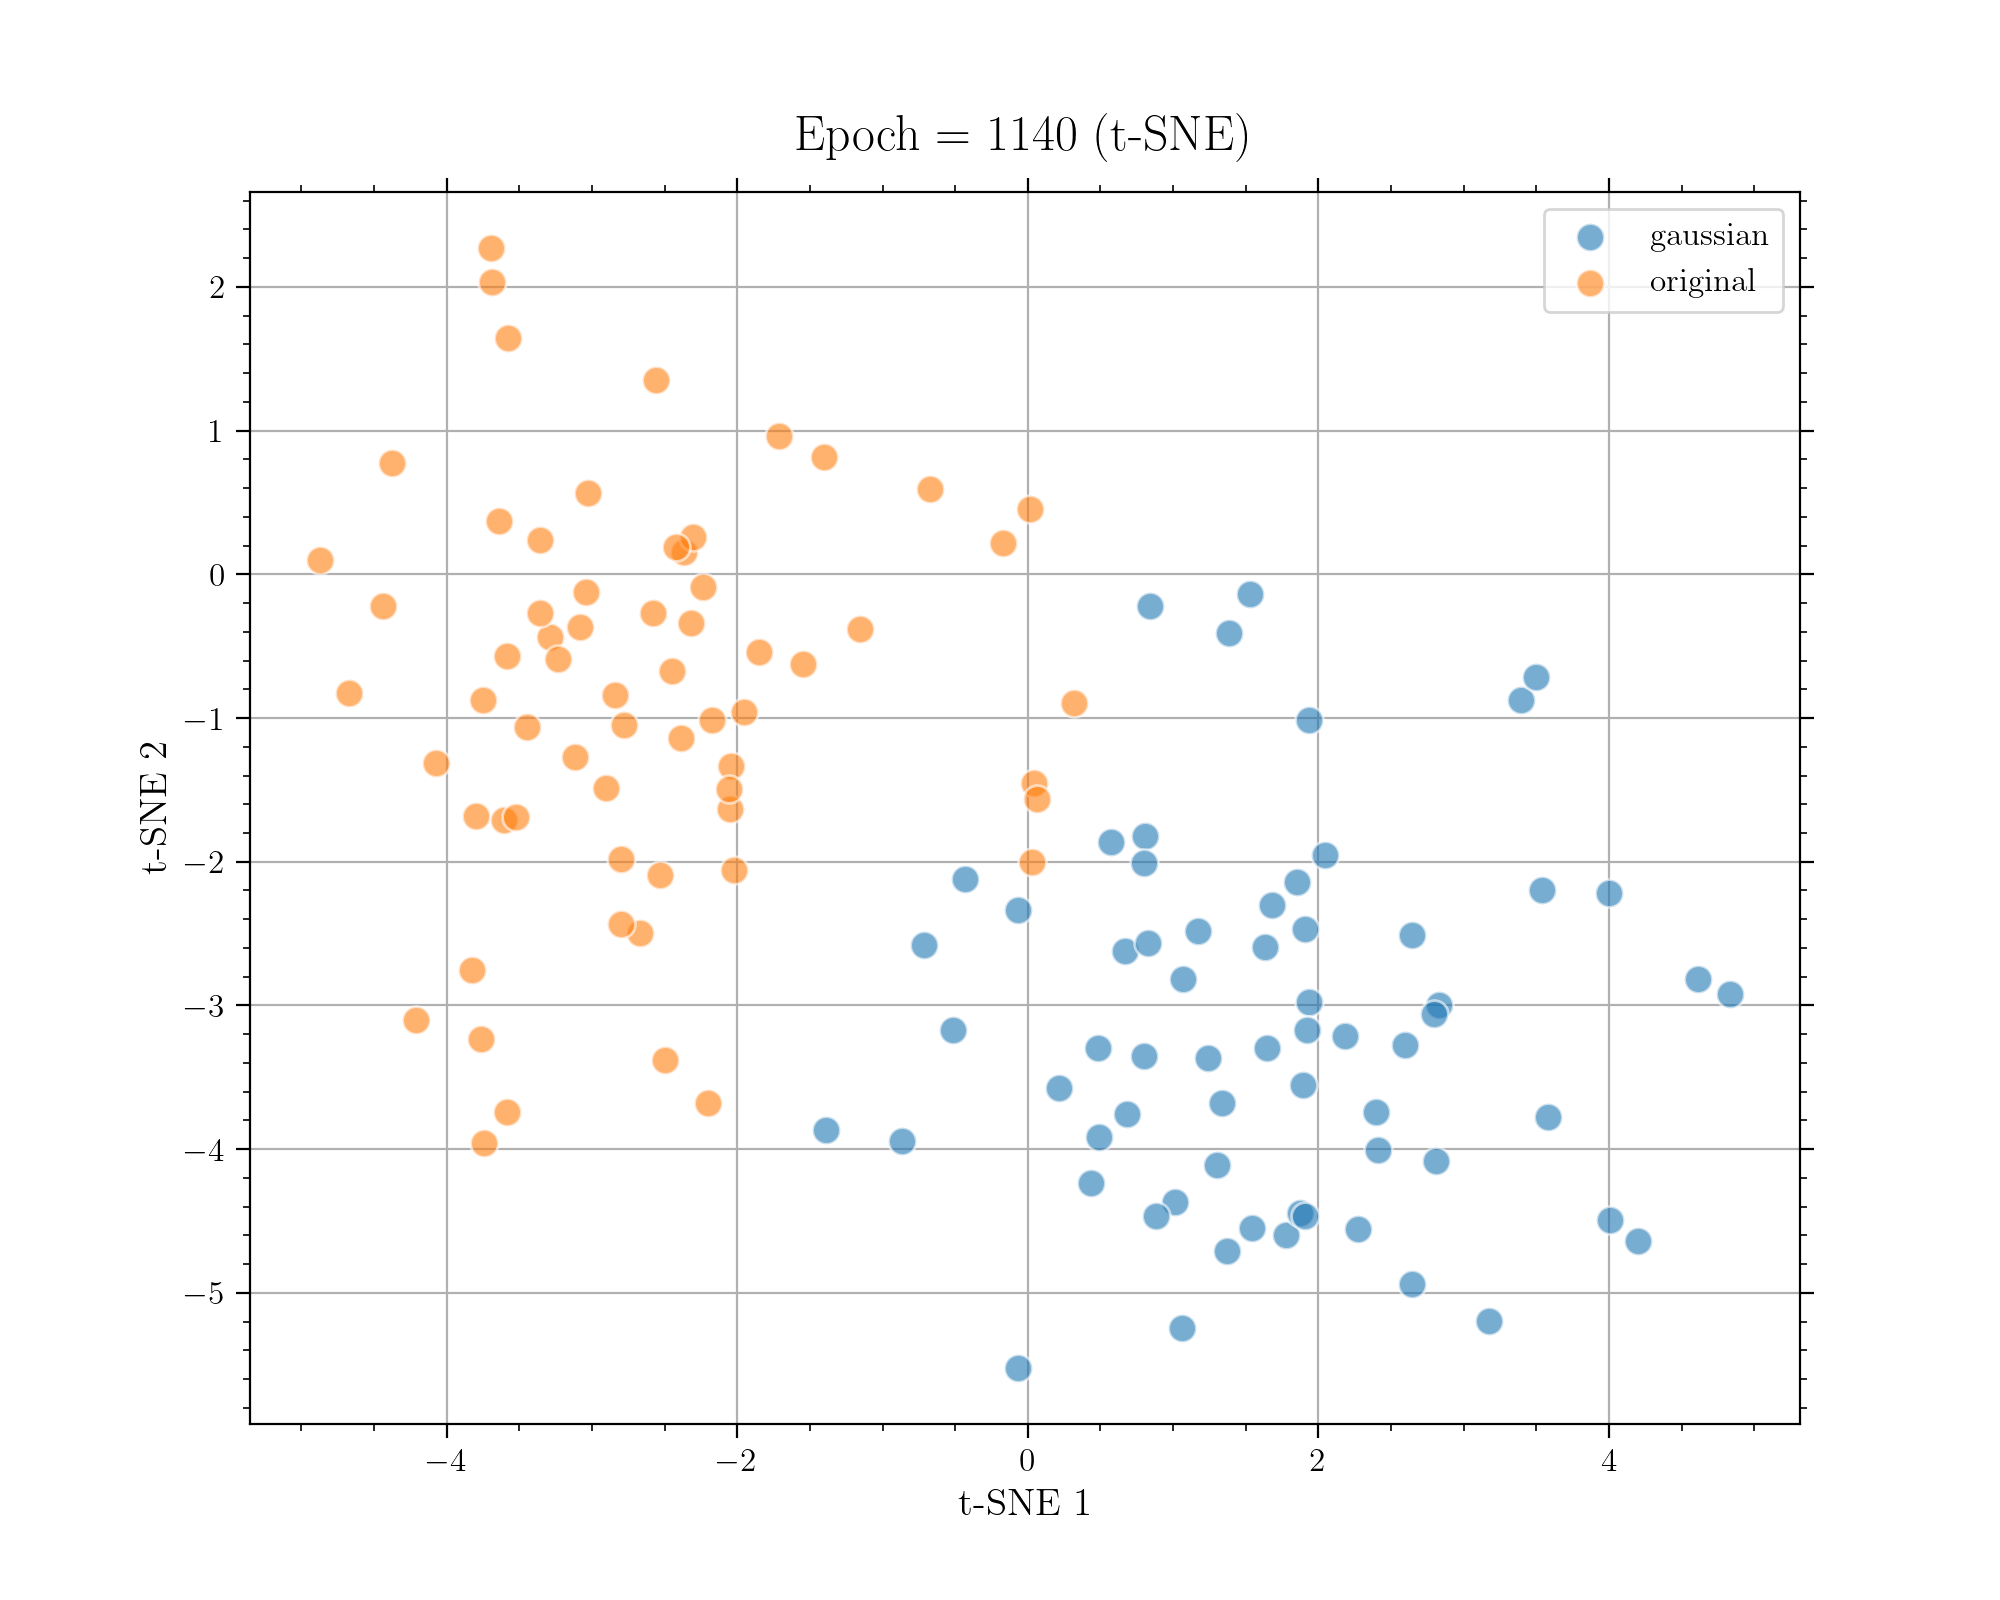 Epoch = 1140 (t-SNE)
gaussian
original
2
1
0
−1
−2
−3
−4
−5
t-SNE 2
−4
−2
0
2
4
t-SNE 1